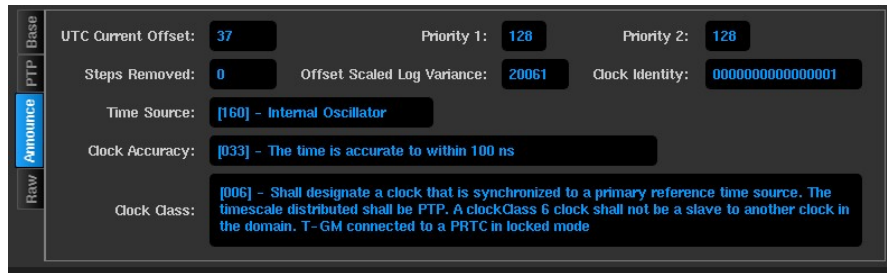 Base
PTP
Announce
Raw
UTC Current Offset: 37 Priority 1: 128 Priority 2: 128
Steps Removed: 0 Offset Scaled Log Variance: 20061 Clock Identity: 0000000000000001
Time Source: [160] - Internal Oscillator
Clock Accuracy: [033] - The time is accurate to within 100 ns
Clock Class:
[006] - Shall designate a clock that is synchronized to a primary reference time source. The
timescale distributed shall be PTP. A clockClass 6 clock shall not be a slave to another clock in
the domain. T-GM connected to a PRTC in locked mode